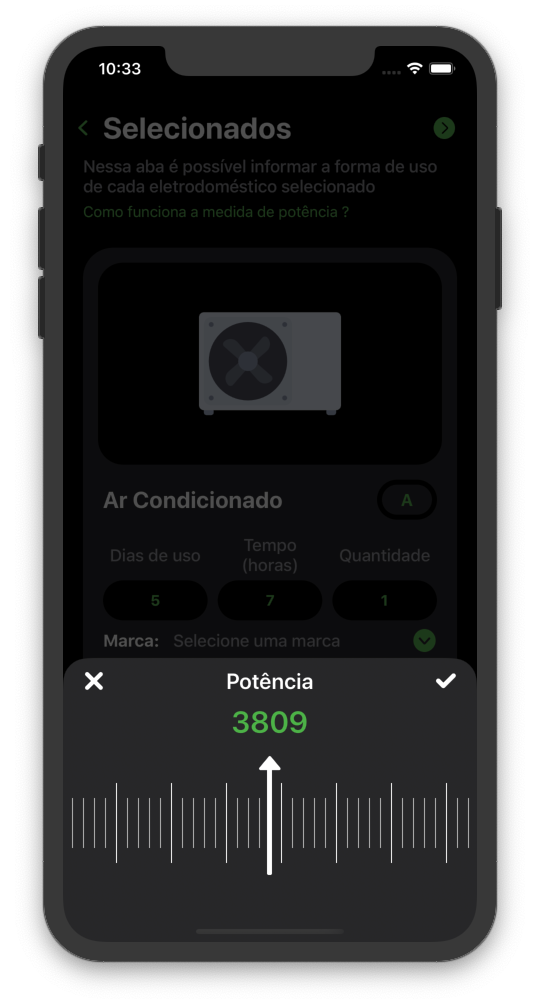 10:33
Selecionados
Nessa aba é possível informar a forma de uso
de cada eletrodoméstico selecionado
Como funciona a medida de potência ?
Ar Condicionado
A
Dias de uso
Tempo
(horas)
Quantidade
5
7
1
Marca: Selecione uma marca
Potência
3809